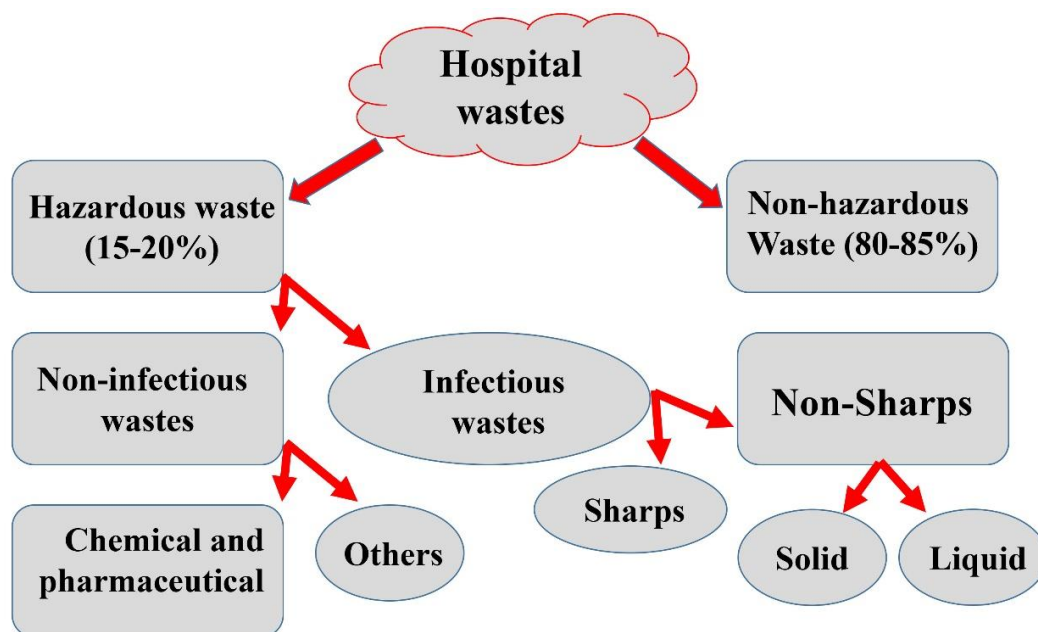 Hospital
wastes
Hazardous waste
(15-20%)
Non-hazardous
Waste (80-85%)
Non-infectious
wastes
Infectious
wastes
Non-Sharps
Chemical and
pharmaceutical
Others
Sharps
Solid
Liquid